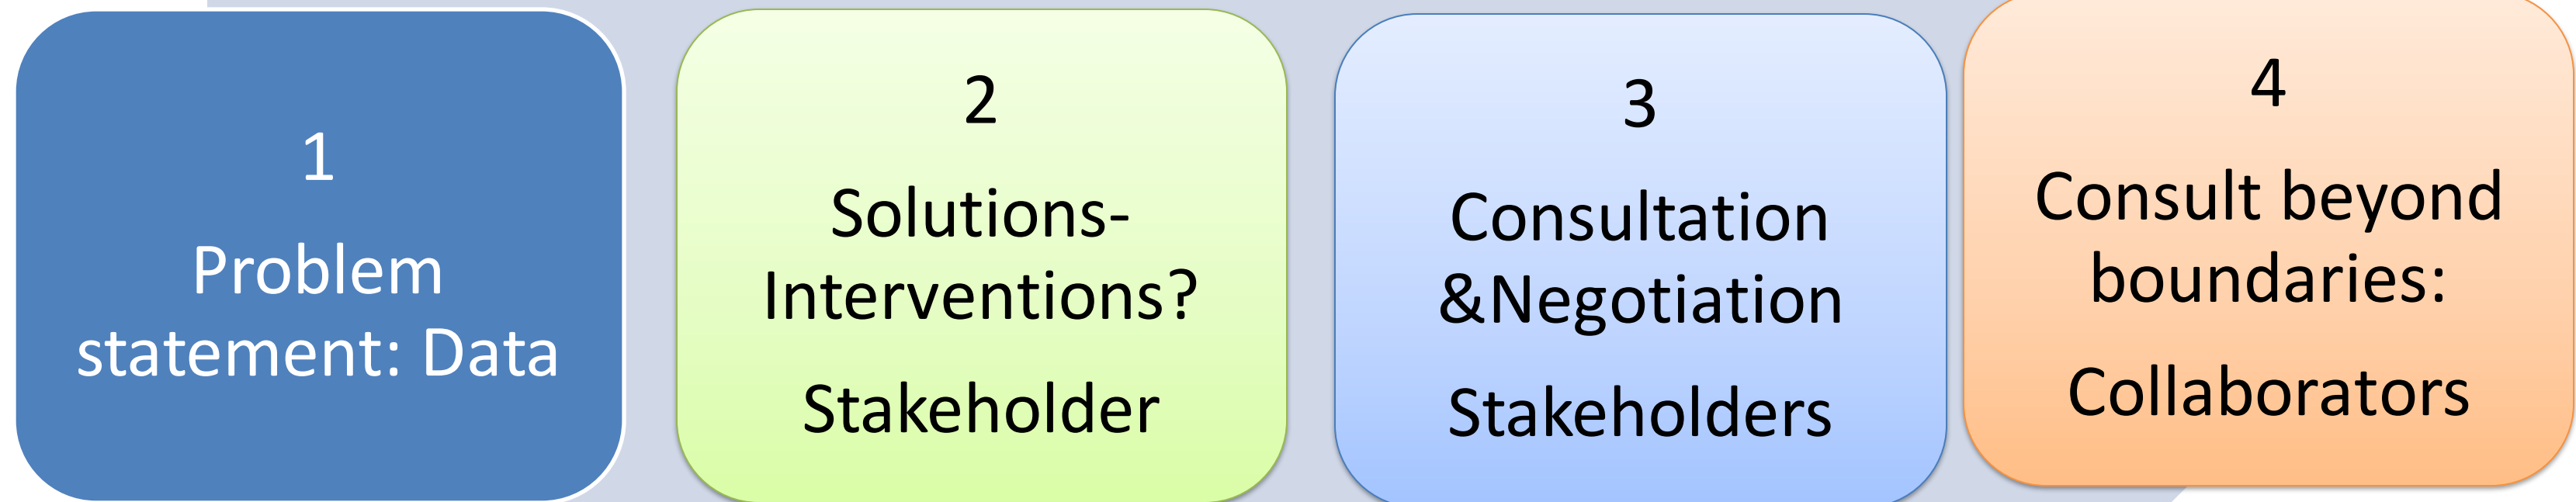 1
Problem
statement: Data
2
Solutions-
Interventions?
Stakeholder
3
Consultation
&Negotiation
Stakeholders
4
Consult beyond
boundaries:
Collaborators